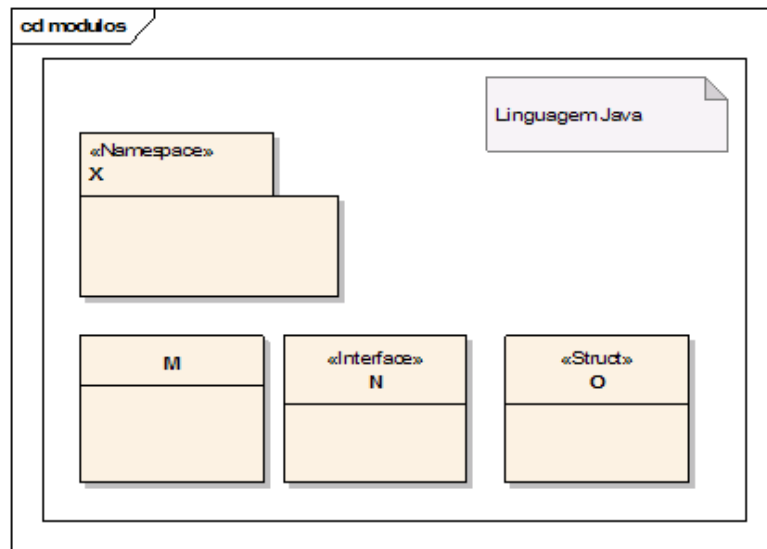 cd modulos
Linguagem Java
«Namespace»
X
M
«Interface»
N
«Struct»
O